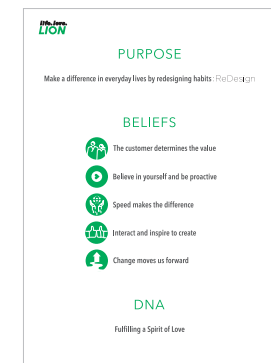 life. love.
LION
PURPOSE
Make a difference in everyday lives by redesigning habits: ReDesign
BELIEFS
The customer determines the value
Believe in yourself and be proactive
Speed makes the difference
Interact and inspire to create
Change moves us forward
DNA
Fulfilling a Spirit of Love